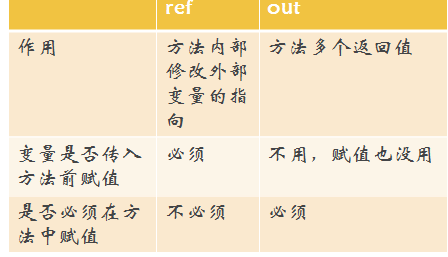 ref out
作用 方法内部 方法多个返回值
修改外部
变量的指
向
变量是否传入 必须 不用，赋值也没用
方法前赋值
是否必须在方 不必须 必须
法中赋值